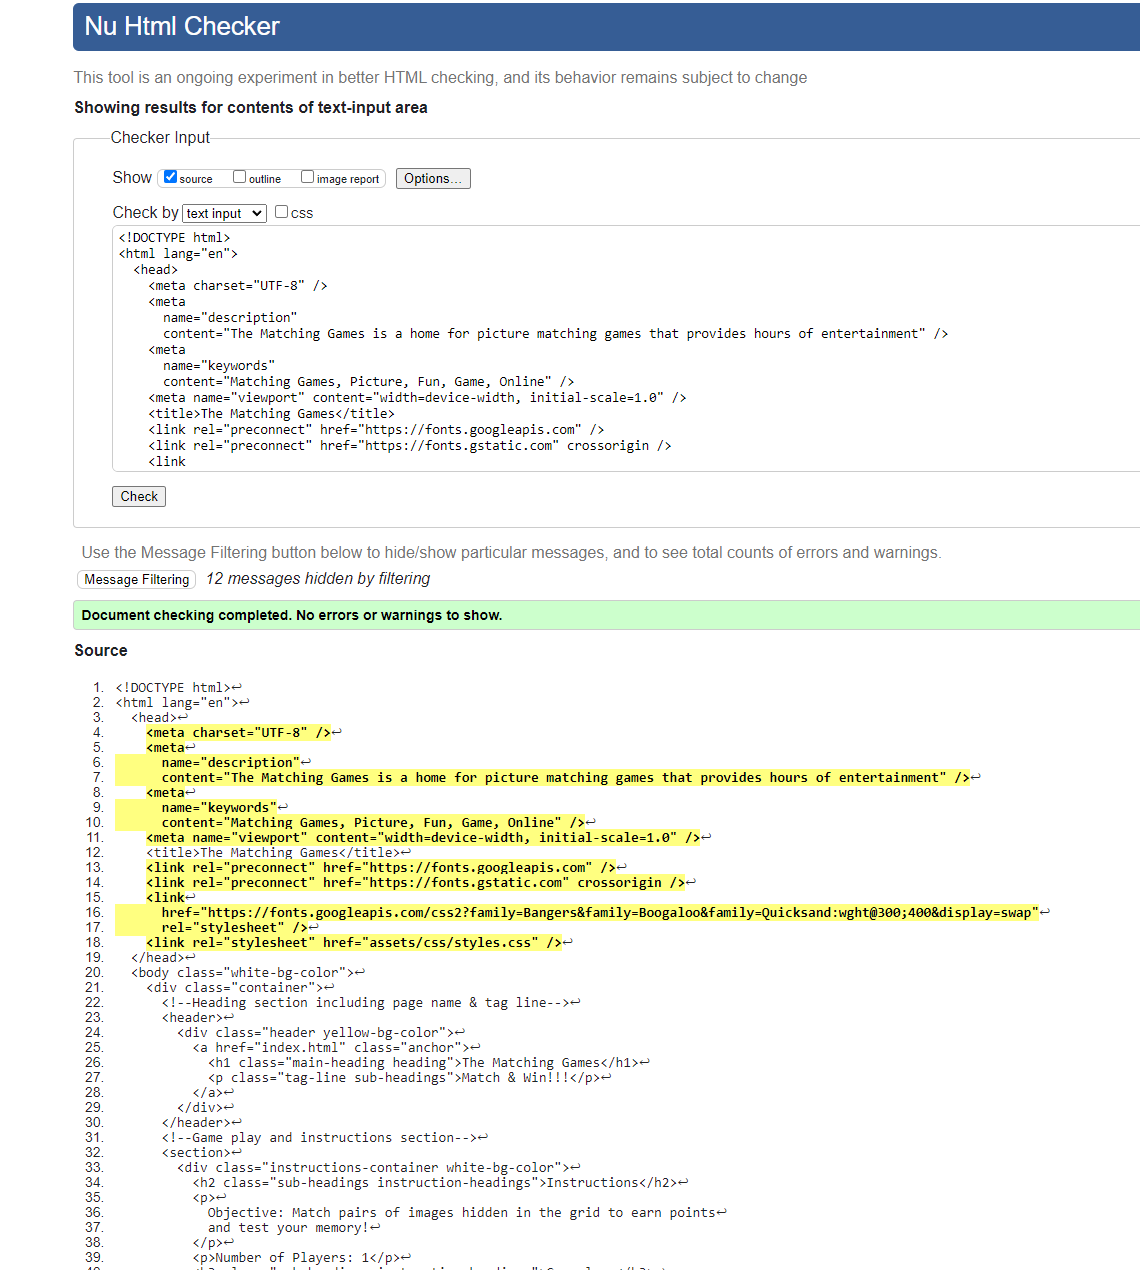 Nu Html Checker
This tool is an ongoing experiment in better HTML checking, and its behavior remains subject to change
Showing results for contents of text-input area
Checker Input
Show source outline image report Options...
Check by text input css
<!DOCTYPE html>
<html lang="en">
<head>
<meta charset="UTF-8" />
<meta
name="description"
content="The Matching Games is a home for picture matching games that provides hours of entertainment" />
<meta
name="keywords"
content="Matching Games, Picture, Fun, Game, Online" />
<meta name="viewport" content="width=device-width, initial-scale=1.0" />
<title>The Matching Games</title>
<link rel="preconnect" href="https://fonts.googleapis.com" />
<link rel="preconnect" href="https://fonts.gstatic.com" crossorigin />
<link
Check
Use the Message Filtering button below to hide/show particular messages, and to see total counts of errors and warnings.
Message Filtering 12 messages hidden by filtering
Document checking completed. No errors or warnings to show.
Source
1. <!DOCTYPE html>↩
2. <html lang="en">↩
3. <head>↩
4. <meta charset="UTF-8" />↩
5. <meta↩
6. name="description"↩
7. content="The Matching Games is a home for picture matching games that provides hours of entertainment" />↩
8. <meta↩
9. name="keywords"↩
10. content="Matching Games, Picture, Fun, Game, Online" />↩
11. <meta name="viewport" content="width=device-width, initial-scale=1.0" />↩
12. <title>The Matching Games</title>↩
13. <link rel="preconnect" href="https://fonts.googleapis.com" />↩
14. <link rel="preconnect" href="https://fonts.gstatic.com" crossorigin />↩
15. <link↩
16. href="https://fonts.googleapis.com/css2?family=Bangers&family=Boogaloo&family=Quicksand:wght@300;400&display=swap"↩
17. rel="stylesheet" />↩
18. <link rel="stylesheet" href="assets/css/styles.css" />↩
19. </head>↩
20. <body class="white-bg-color">↩
21. <div class="container">↩
22. <!--Heading section including page name & tag line-->↩
23. <header>↩
24. <div class="header yellow-bg-color">↩
25. <a href="index.html" class="anchor">↩
26. <h1 class="main-heading heading">The Matching Games</h1>↩
27. <p class="tag-line sub-headings">Match & Win!!!</p>↩
28. </a>↩
29. </div>↩
30. </header>↩
31. <!--Game play and instructions section-->↩
32. <section>↩
33. <div class="instructions-container white-bg-color">↩
34. <h2 class="sub-headings instruction-headings">Instructions</h2>↩
35. <p>↩
36. Objective: Match pairs of images hidden in the grid to earn points↩
37. and test your memory!↩
38. </p>↩
39. <p>Number of Players: 1</p>↩